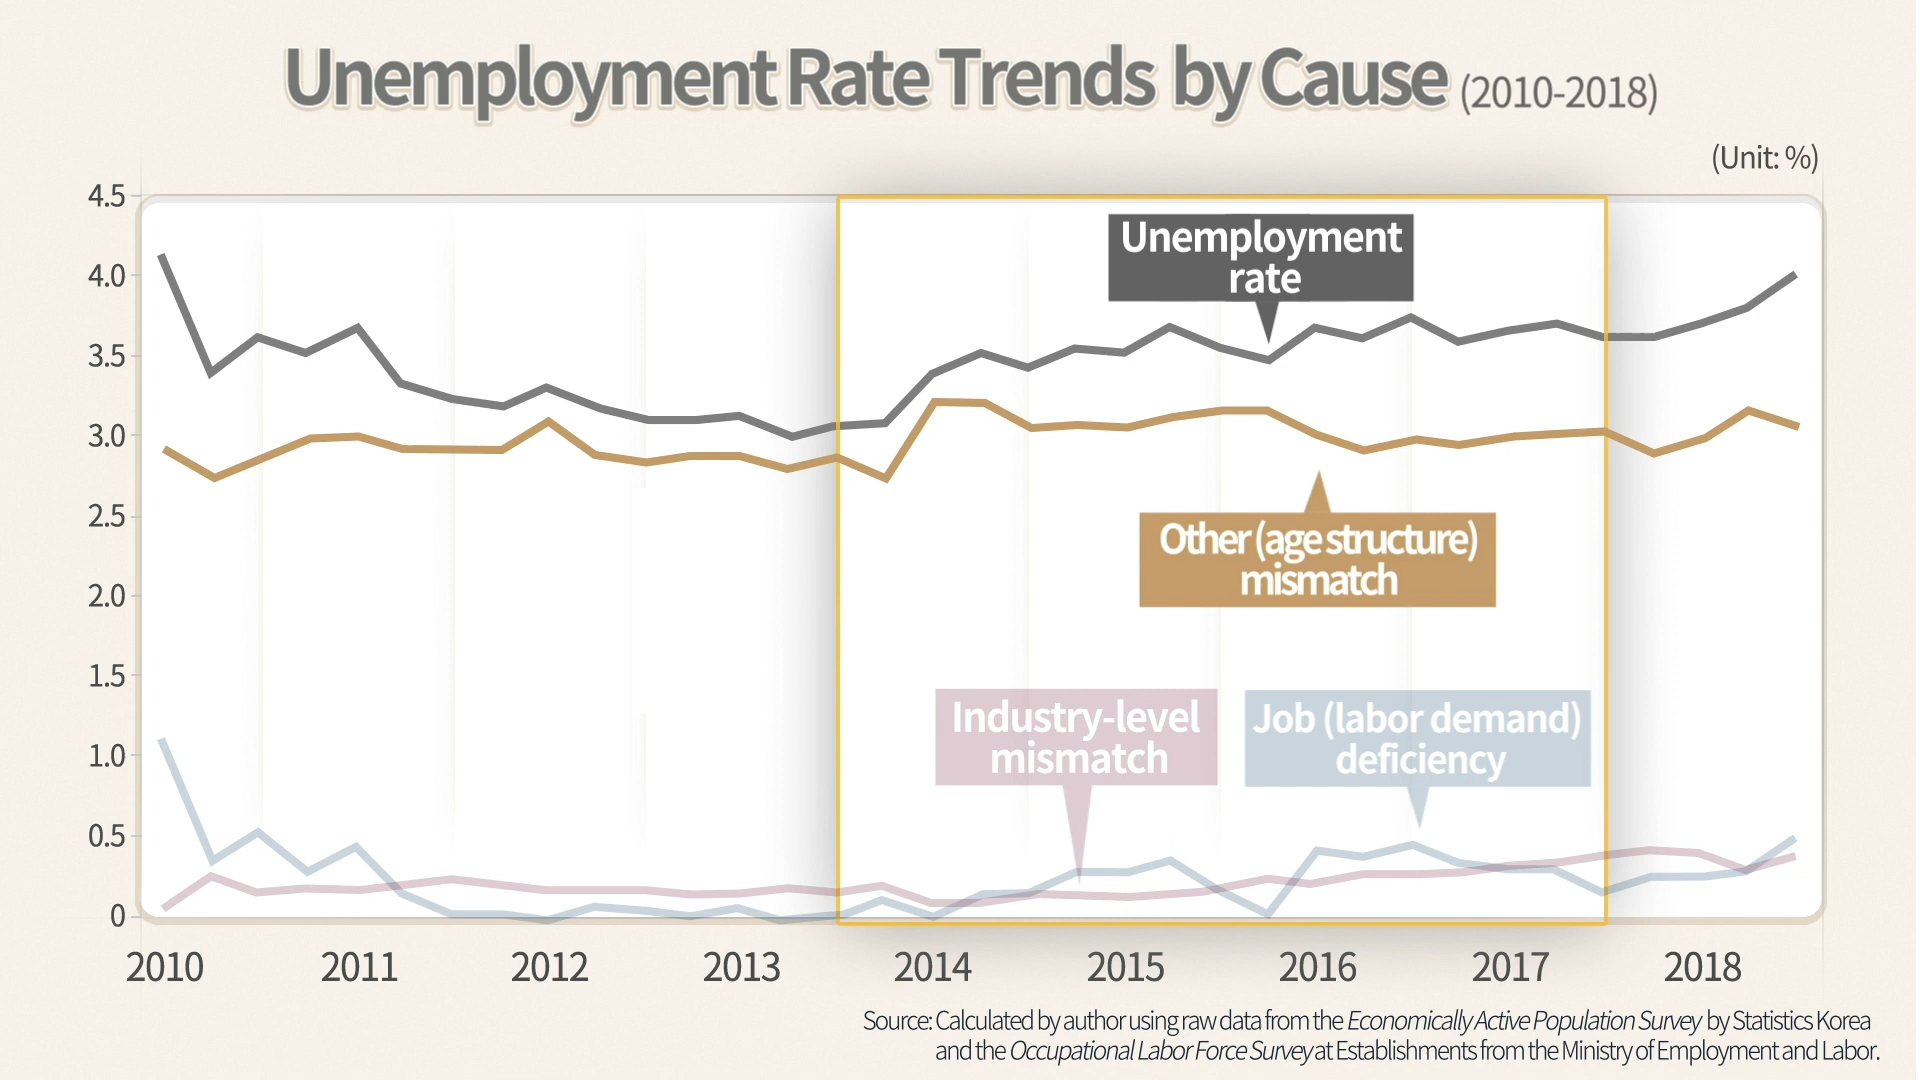 Unemployment Rate Trends by Cause (2010-2018)
(Unit: %)
4.5
4.0
3.5
3.0
2.5
2.0
1.5
1.0
0.5
0
Unemployment
rate
Other (age structure)
mismatch
Industry-level
mismatch
Job (labor demand)
deficiency
2010 2011 2012 2013 2014 2015 2016 2017 2018
Source: Calculated by author using raw data from the Economically Active Population Survey by Statistics Korea
and the Occupational Labor Force Survey at Establishments from the Ministry of Employment and Labor.